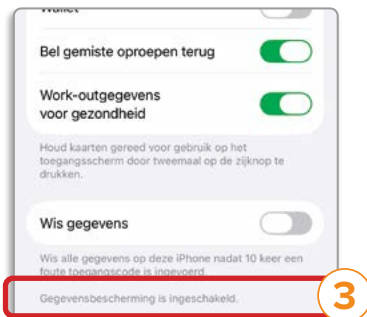 Wallet
Bel gemiste oproepen terug
Work-outgegevens
voor gezondheid
Houd kaarten gereed voor gebruik op het
toegangsscherm door tweemaal op de zijknop te
drukken.
Wis gegevens
Wis alle gegevens op deze iPhone nadat 10 keer een
foute toegangscode is ingevoerd.
Gegevensbescherming is ingeschakeld.
3